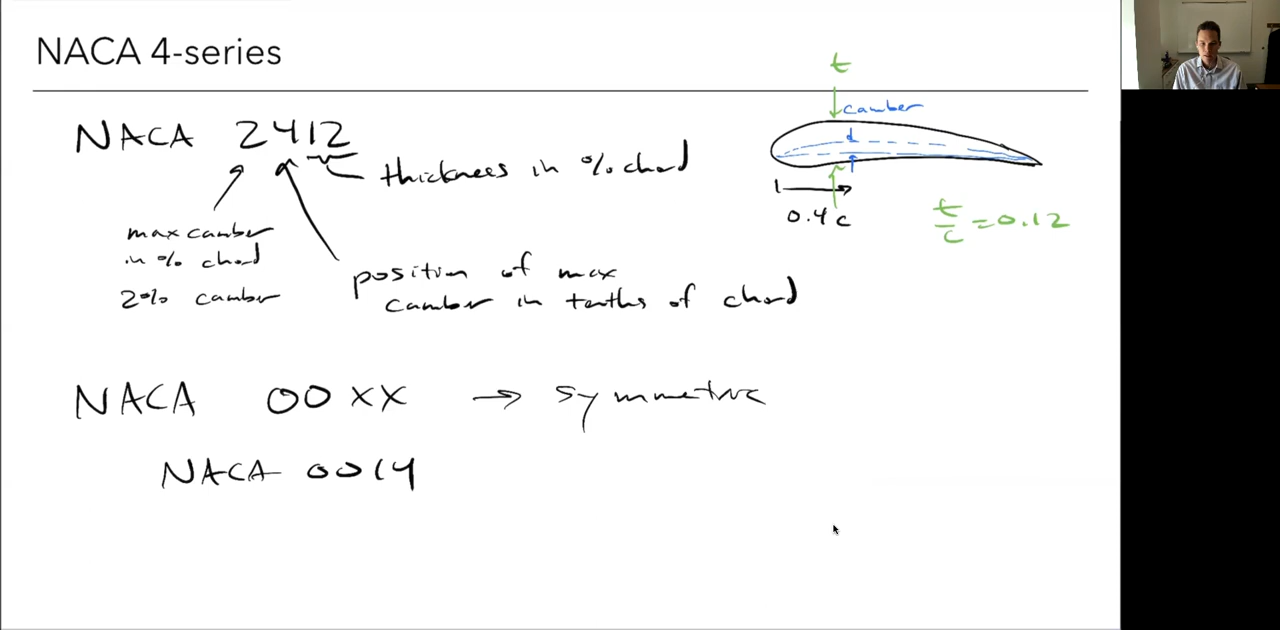 NACA 4-series
NACA 2412
thickness in % chord
max camber
in % chord
2% camber
position of max
camber in tenths of chord
t
camber
0.4 c
t/c = 0.12
NACA 00XX → symmetric
NACA 0014